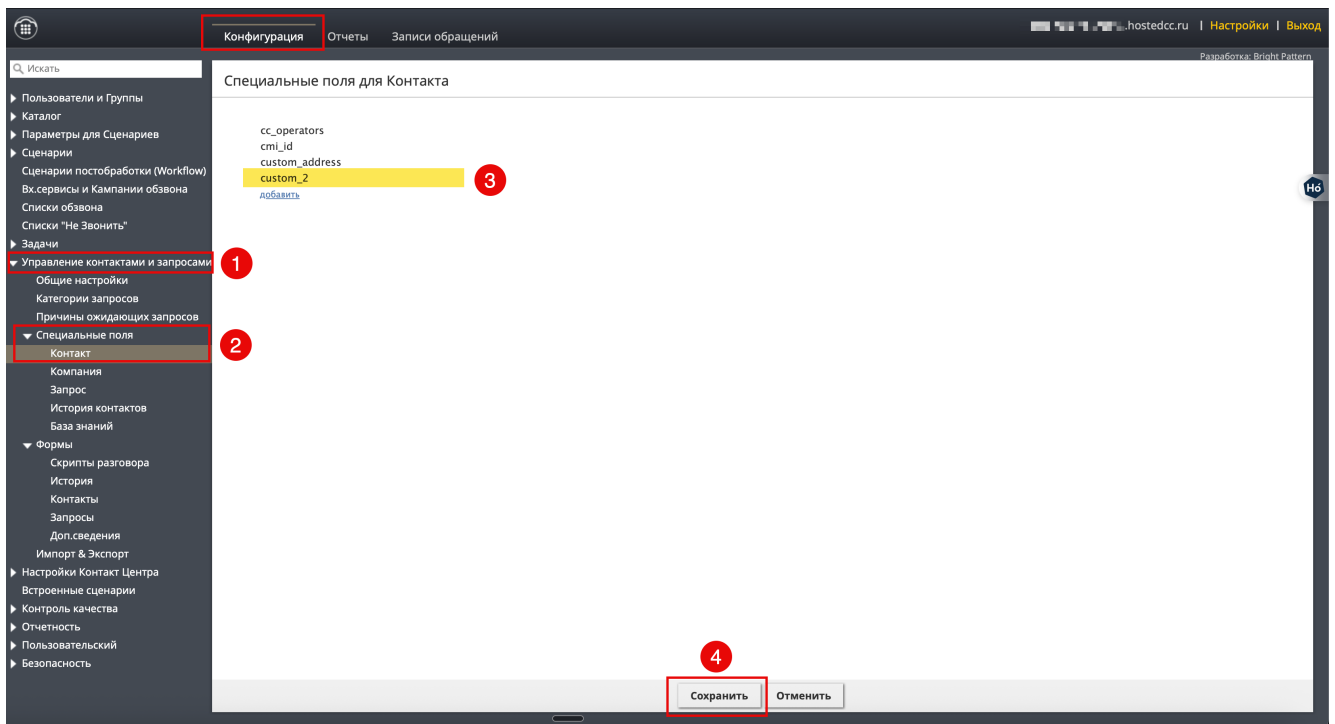 Конфигурация Отчеты Записи обращений
.hostedcc.ru | Настройки | Выход
Разработка: Bright Pattern
Искать
Пользователи и Группы
Каталог
Параметры для Сценариев
Сценарии
Сценарии постобработки (Workflow)
Вх.сервисы и Кампании обзвона
Списки обзвона
Списки "Не Звонить"
Задачи
Управление контактами и запросами
1
Общие настройки
Категории запросов
Причины ожидающих запросов
Специальные поля
2
Контакт
Компания
Запрос
История контактов
База знаний
Формы
Скрипты разговора
История
Контакты
Запросы
Доп.сведения
Импорт & Экспорт
Настройки Контакт Центра
Встроенные сценарии
Контроль качества
Отчетность
Пользовательский
Безопасность
Специальные поля для Контакта
cc_operators
cmi_id
custom_address
custom_2
3
добавить
Hó
4
Сохранить Отменить